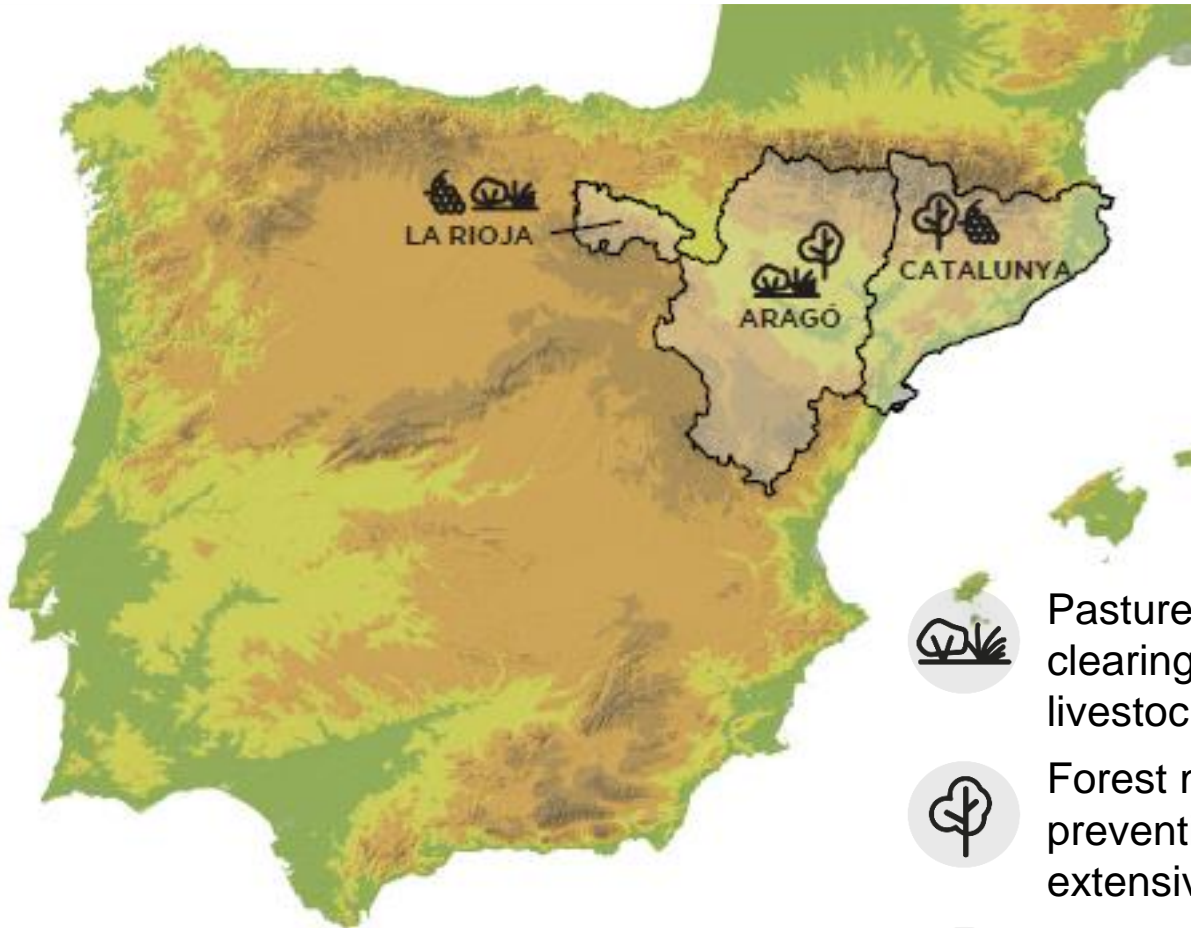 LA RIOJA
CATALUNYA
ARAGÓ
Pasture
clearing
livestoc
Forest r
prevent
extensiv